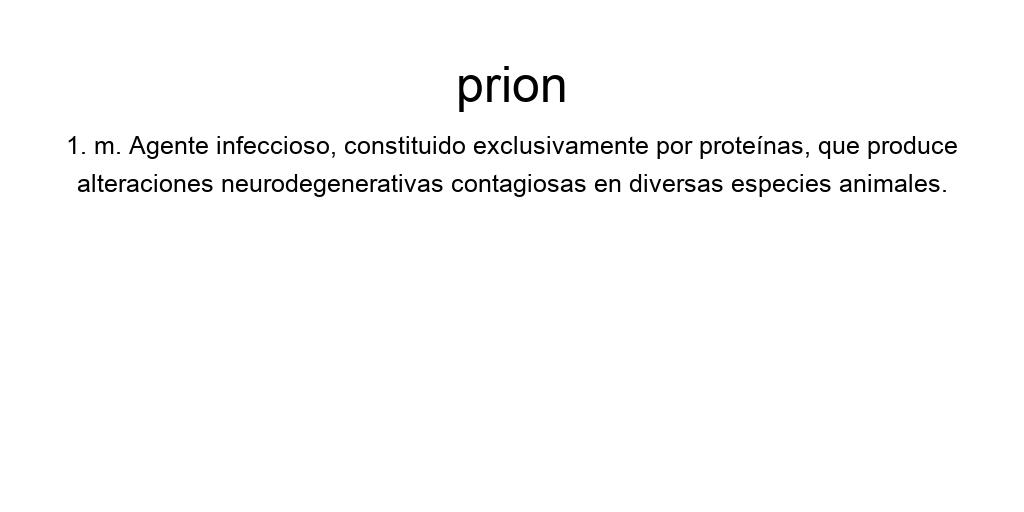 prion
1. m. Agente infeccioso, constituido exclusivamente por proteínas, que produce
alteraciones neurodegenerativas contagiosas en diversas especies animales.